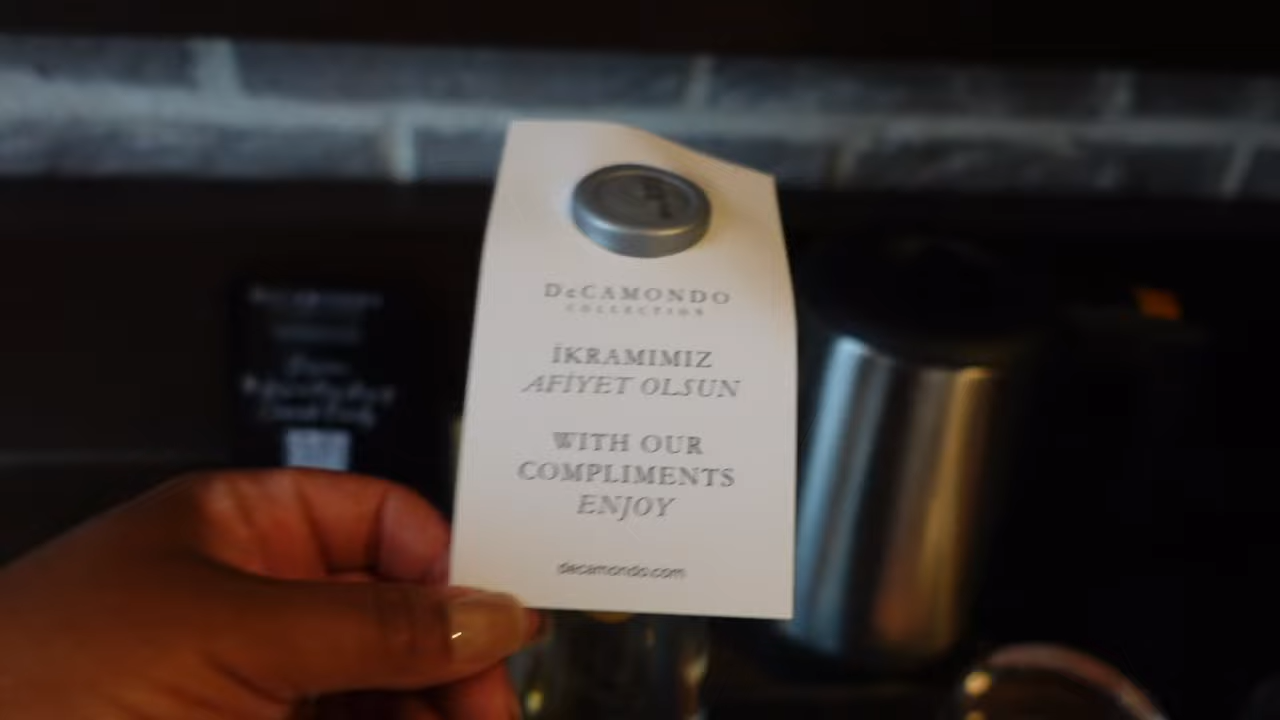 DeCAMONDO
COLLECTION
İKRAMIMIZ
AFİYET OLSUN
WITH OUR
COMPLIMENTS
ENJOY
decamondo.com